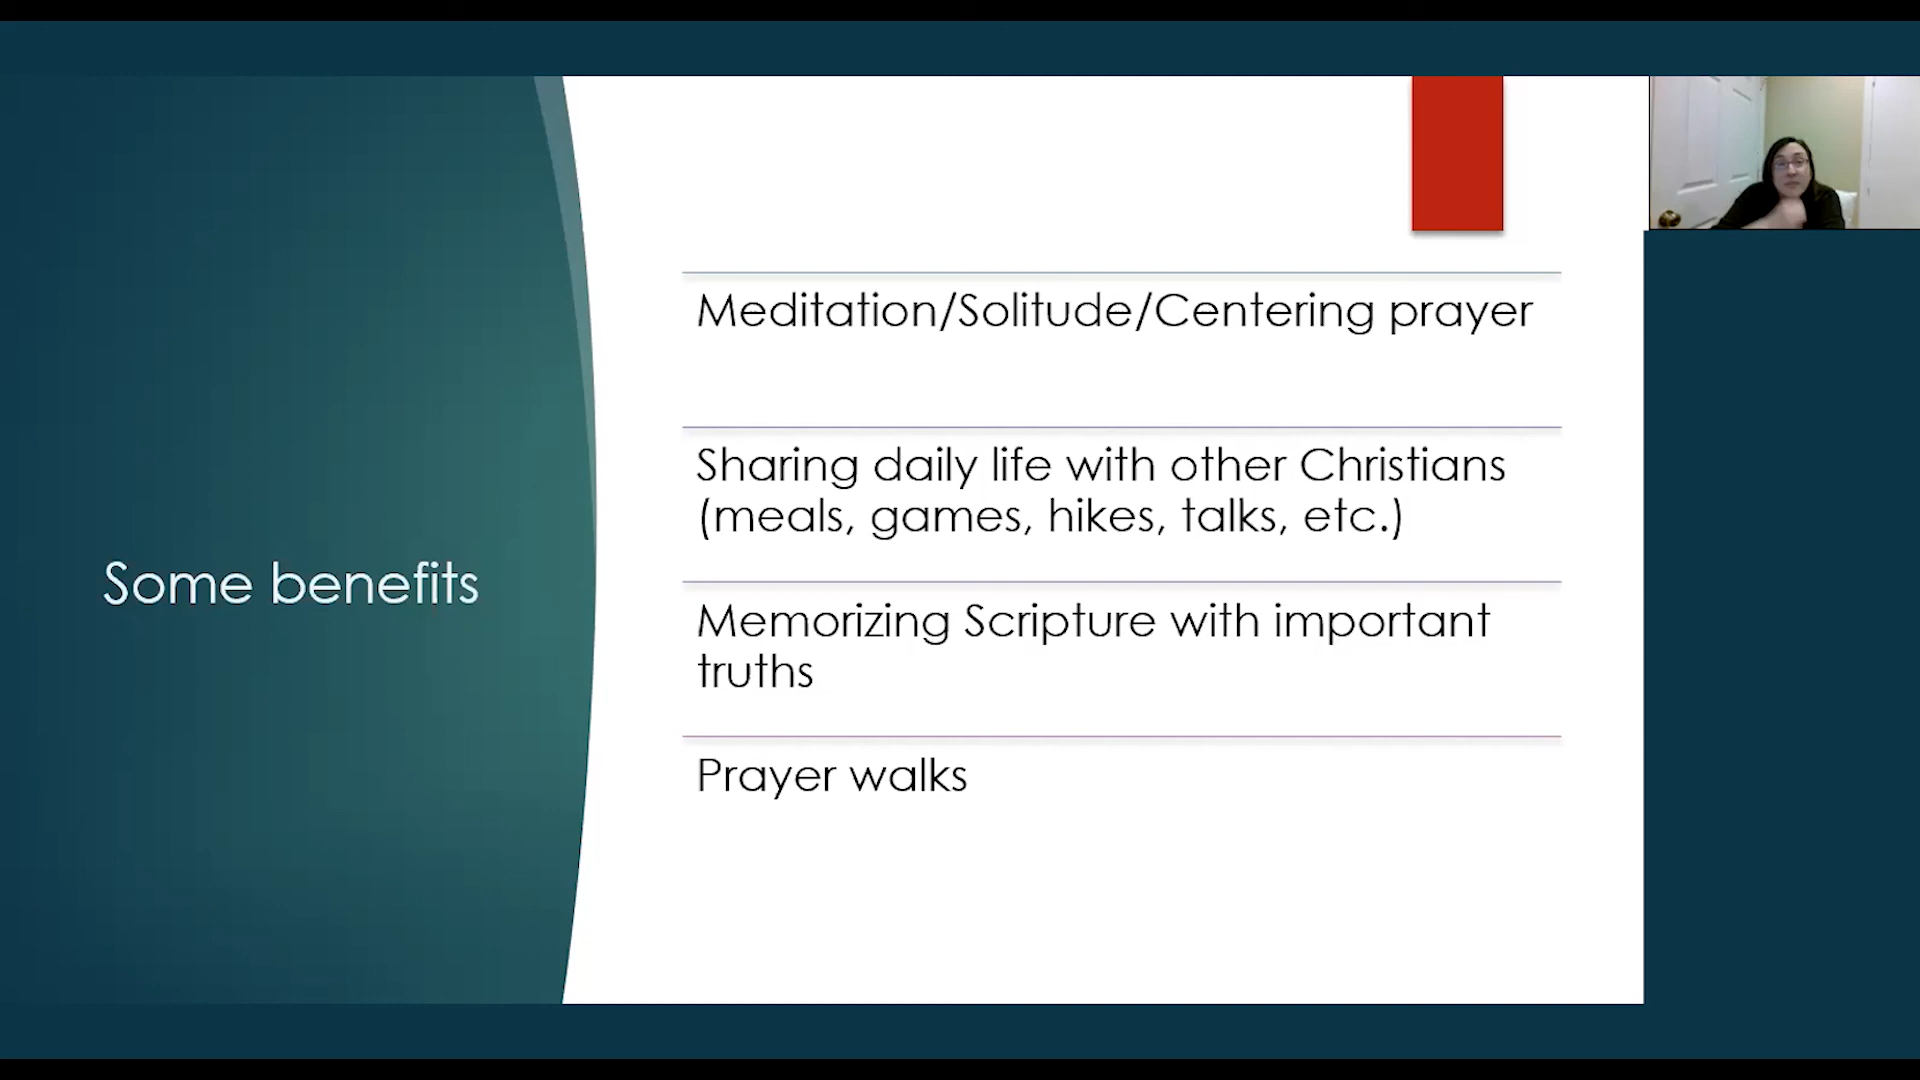 Some benefits
Meditation/Solitude/Centering prayer
Sharing daily life with other Christians
(meals, games, hikes, talks, etc.)
Memorizing Scripture with important
truths
Prayer walks